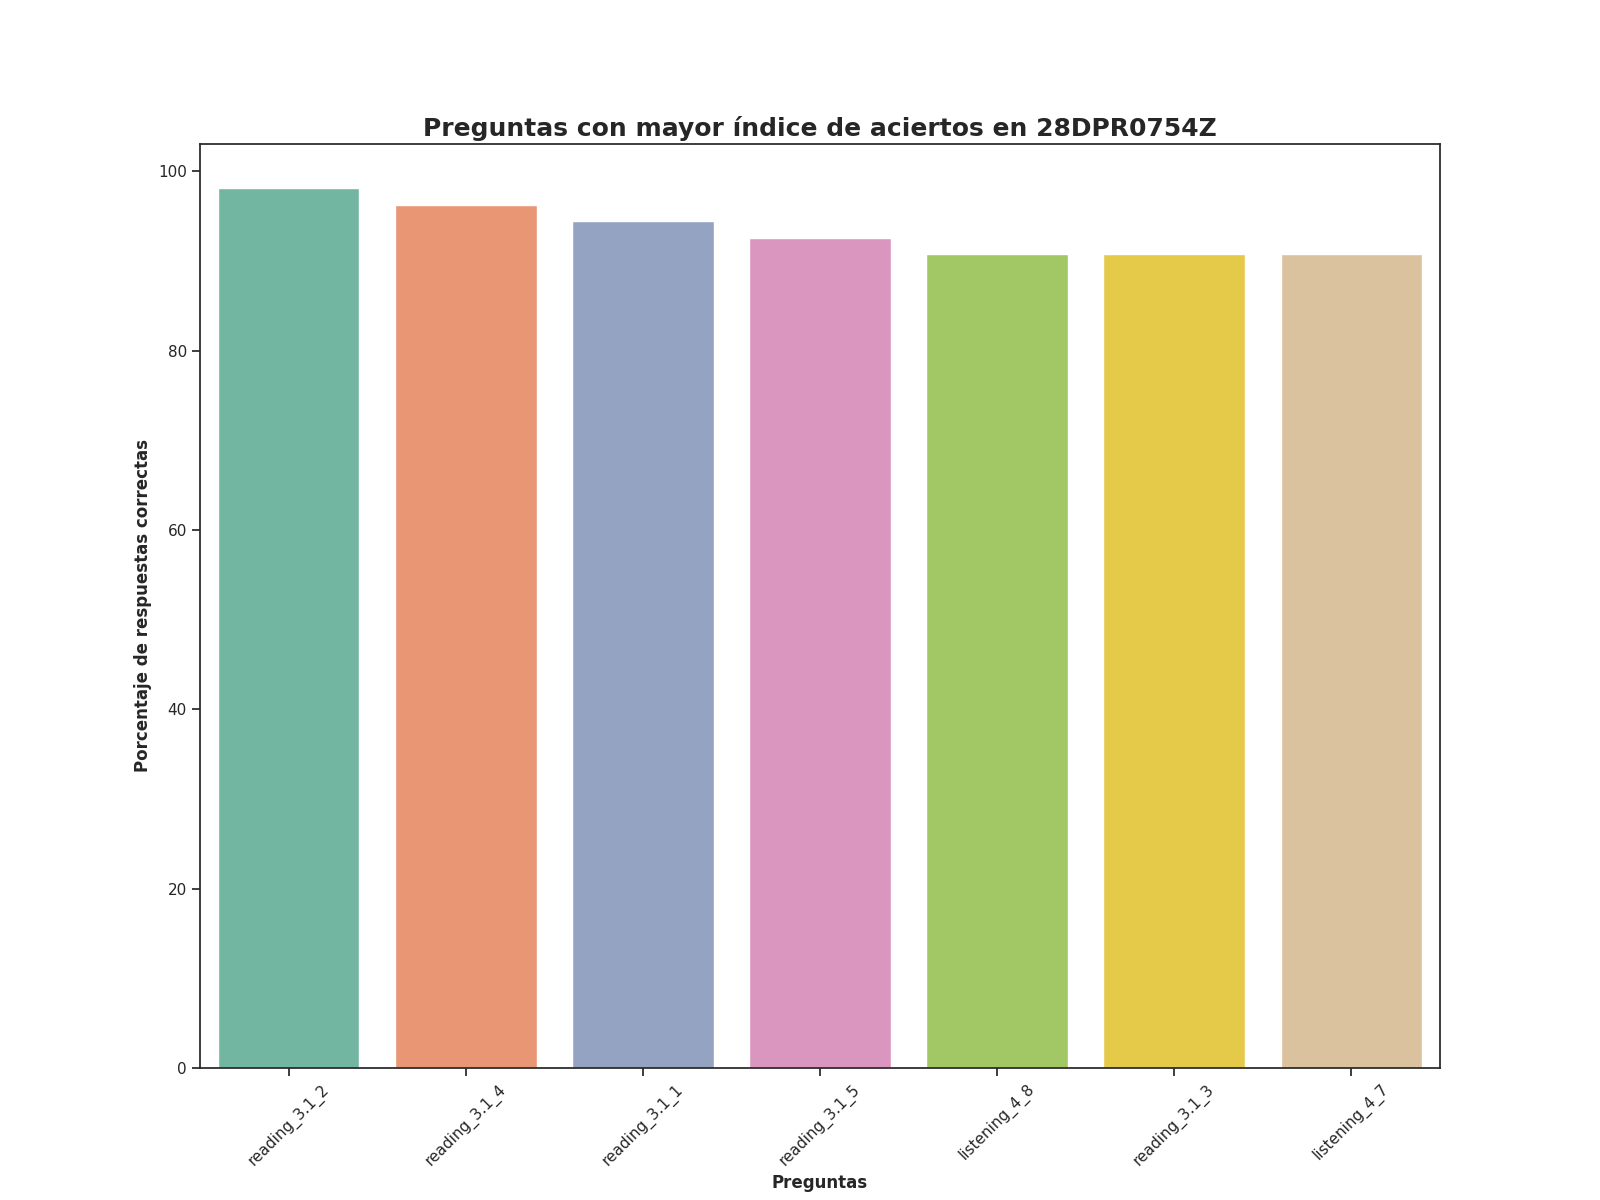 Preguntas con mayor índice de aciertos en 28DPR0754Z
Porcentaje de respuestas correctas
100
80
60
40
20
0
reading_3.1_2
reading_3.1_4
reading_3.1_1
reading_3.1_5
listening_4_8
reading_3.1_3
listening_4_7
Preguntas